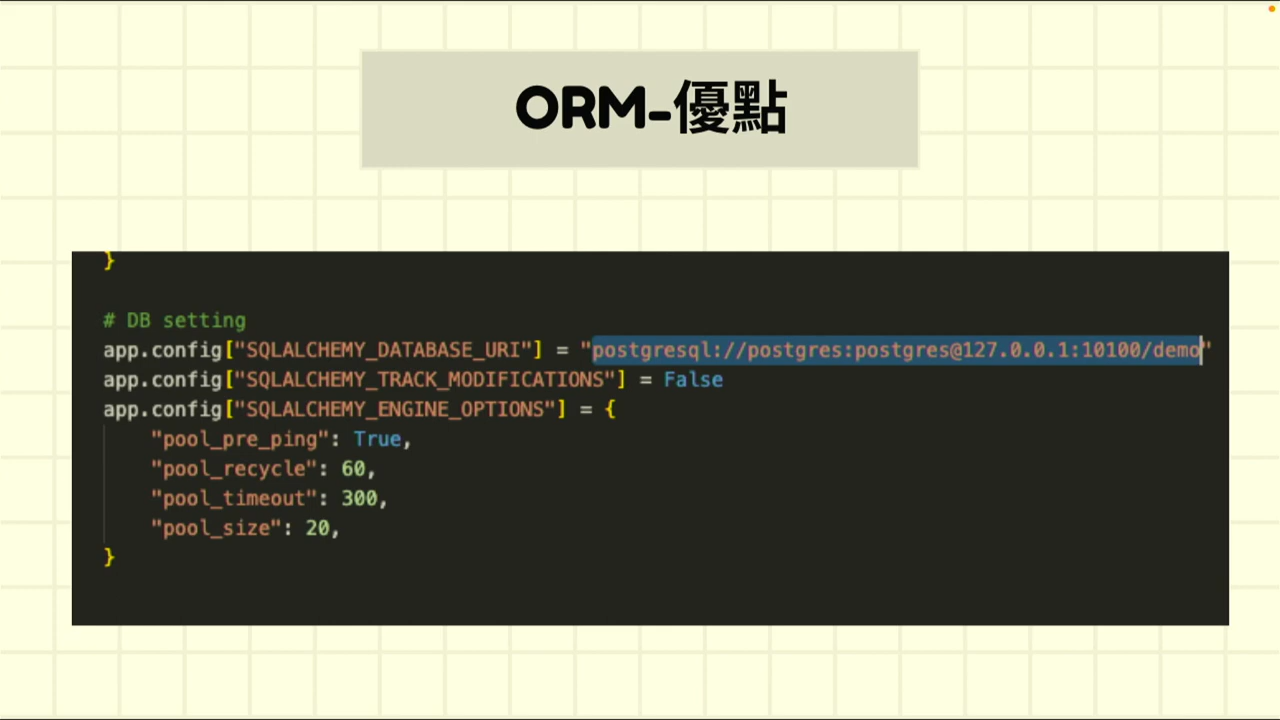 ORM-優點
}
# DB setting
app.config["SQLALCHEMY_DATABASE_URI"] = "postgresql://postgres:postgres@127.0.0.1:10100/demo"
app.config["SQLALCHEMY_TRACK_MODIFICATIONS"] = False
app.config["SQLALCHEMY_ENGINE_OPTIONS"] = {
    "pool_pre_ping": True,
    "pool_recycle": 60,
    "pool_timeout": 300,
    "pool_size": 20,
}